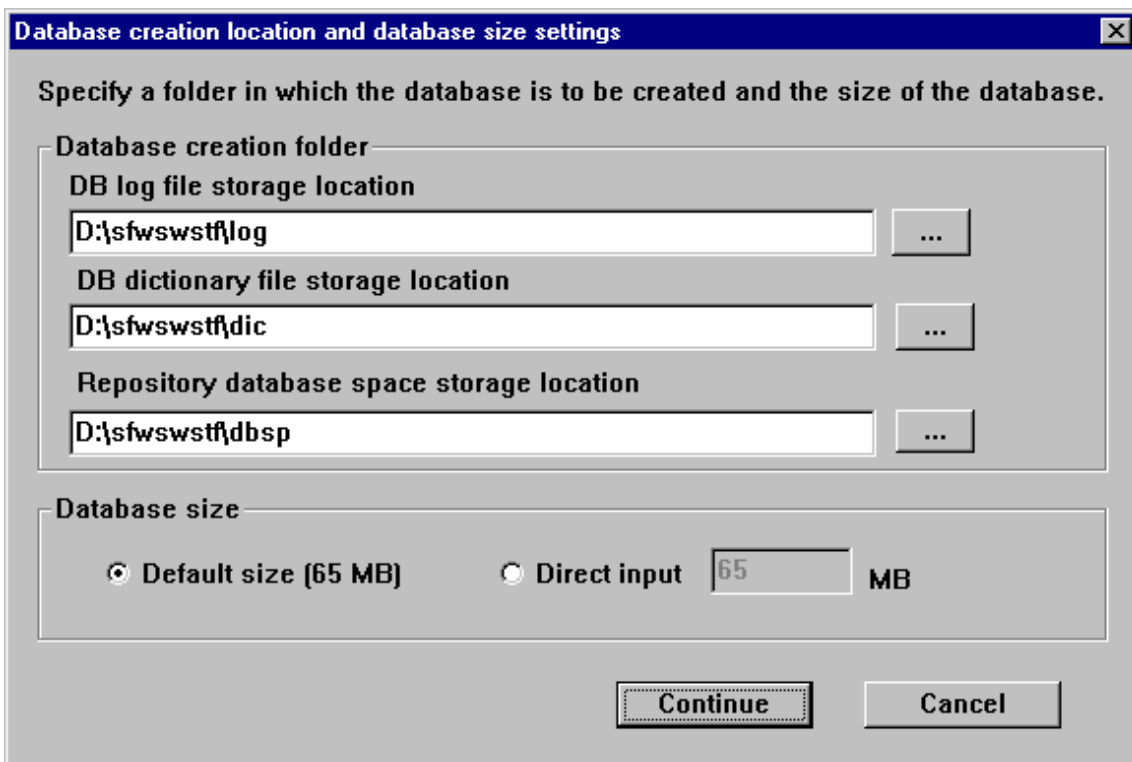 Database creation location and database size settings
Specify a folder in which the database is to be created and the size of the database.
Database creation folder
DB log file storage location
D:\sfwswstf\log
...
DB dictionary file storage location
D:\sfwswstf\dic
...
Repository database space storage location
D:\sfwswstf\dbsp
...
Database size
Default size (65 MB) Direct input 65 MB
Continue Cancel